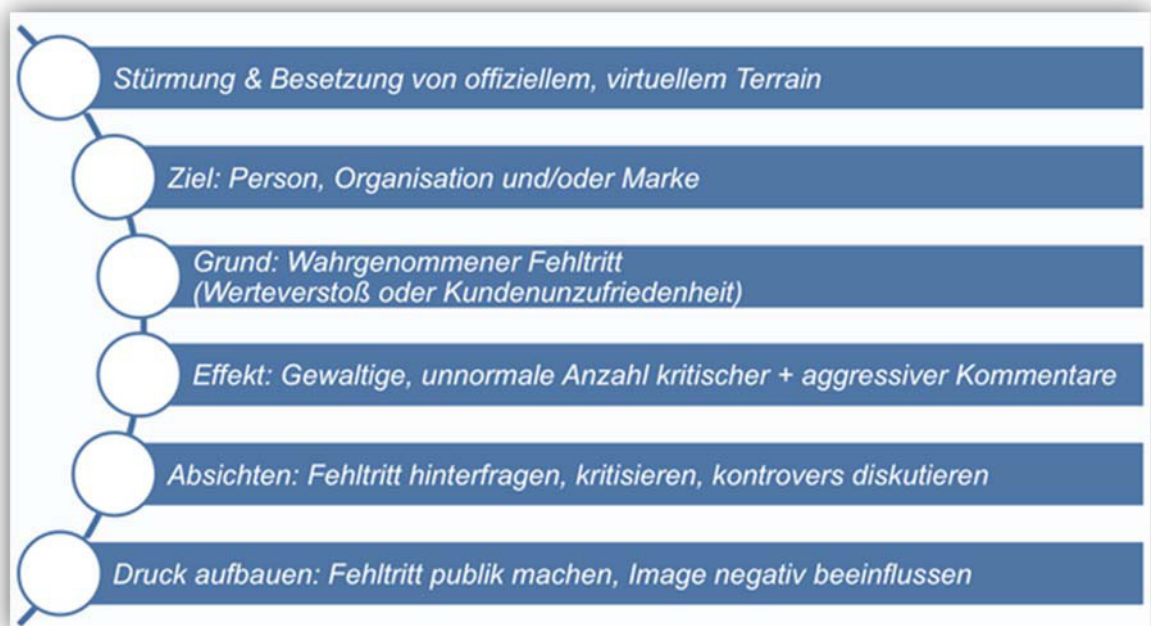 Stürmung & Besetzung von offiziellem, virtuellem Terrain
Ziel: Person, Organisation und/oder Marke
Grund: Wahrgenommener Fehltritt
(Werteverstoß oder Kundenunzufriedenheit)
Effekt: Gewaltige, unnormale Anzahl kritischer + aggressiver Kommentare
Absichten: Fehltritt hinterfragen, kritisieren, kontrovers diskutieren
Druck aufbauen: Fehltritt publik machen, Image negativ beeinflussen